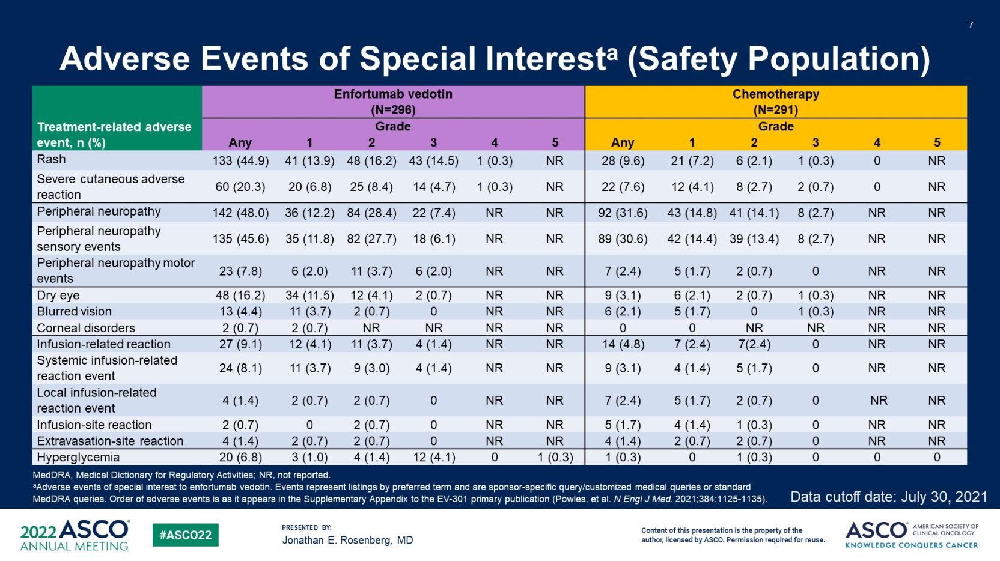 7
Adverse Events of Special Interestᵃ (Safety Population)
Treatment-related adverse
event, n (%)
Enfortumab vedotin
(N=296)
Chemotherapy
(N=291)
Grade Grade
Any 1 2 3 4 5 Any 1 2 3 4 5
Rash 133 (44.9) 41 (13.9) 48 (16.2) 43 (14.5) 1 (0.3) NR 28 (9.6) 21 (7.2) 6 (2.1) 1 (0.3) 0 NR
Severe cutaneous adverse
reaction 60 (20.3) 20 (6.8) 25 (8.4) 14 (4.7) 1 (0.3) NR 22 (7.6) 12 (4.1) 8 (2.7) 2 (0.7) 0 NR
Peripheral neuropathy 142 (48.0) 36 (12.2) 84 (28.4) 22 (7.4) NR NR 92 (31.6) 43 (14.8) 41 (14.1) 8 (2.7) NR NR
Peripheral neuropathy
sensory events 135 (45.6) 35 (11.8) 82 (27.7) 18 (6.1) NR NR 89 (30.6) 42 (14.4) 39 (13.4) 8 (2.7) NR NR
Peripheral neuropathy motor
events 23 (7.8) 6 (2.0) 11 (3.7) 6 (2.0) NR NR 7 (2.4) 5 (1.7) 2 (0.7) 0 NR NR
Dry eye 48 (16.2) 34 (11.5) 12 (4.1) 2 (0.7) NR NR 9 (3.1) 6 (2.1) 2 (0.7) 1 (0.3) NR NR
Blurred vision 13 (4.4) 11 (3.7) 2 (0.7) 0 NR NR 6 (2.1) 5 (1.7) 0 1 (0.3) NR NR
Corneal disorders 2 (0.7) 2 (0.7) NR NR NR NR 0 0 NR NR NR NR
Infusion-related reaction 27 (9.1) 12 (4.1) 11 (3.7) 4 (1.4) NR NR 14 (4.8) 7 (2.4) 7(2.4) 0 NR NR
Systemic infusion-related
reaction event 24 (8.1) 11 (3.7) 9 (3.0) 4 (1.4) NR NR 9 (3.1) 4 (1.4) 5 (1.7) 0 NR NR
Local infusion-related
reaction event 4 (1.4) 2 (0.7) 2 (0.7) 0 NR NR 7 (2.4) 5 (1.7) 2 (0.7) 0 NR NR
Infusion-site reaction 2 (0.7) 0 2 (0.7) 0 NR NR 5 (1.7) 4 (1.4) 1 (0.3) 0 NR NR
Extravasation-site reaction 4 (1.4) 2 (0.7) 2 (0.7) 0 NR NR 4 (1.4) 2 (0.7) 2 (0.7) 0 NR NR
Hyperglycemia 20 (6.8) 3 (1.0) 4 (1.4) 12 (4.1) 0 1 (0.3) 1 (0.3) 0 1 (0.3) 0 0 0
MedDRA, Medical Dictionary for Regulatory Activities; NR, not reported.
ᵃAdverse events of special interest to enfortumab vedotin. Events represent listings by preferred term and are sponsor-specific query/customized medical queries or standard
MedDRA queries. Order of adverse events is as it appears in the Supplementary Appendix to the EV-301 primary publication (Powles, et al. N Engl J Med. 2021;384:1125-1135).
Data cutoff date: July 30, 2021
2022 ASCO®
ANNUAL MEETING
#ASCO22
PRESENTED BY:
Jonathan E. Rosenberg, MD
Content of this presentation is the property of the
author, licensed by ASCO. Permission required for reuse.
ASCO® AMERICAN SOCIETY OF
CLINICAL ONCOLOGY
KNOWLEDGE CONQUERS CANCER